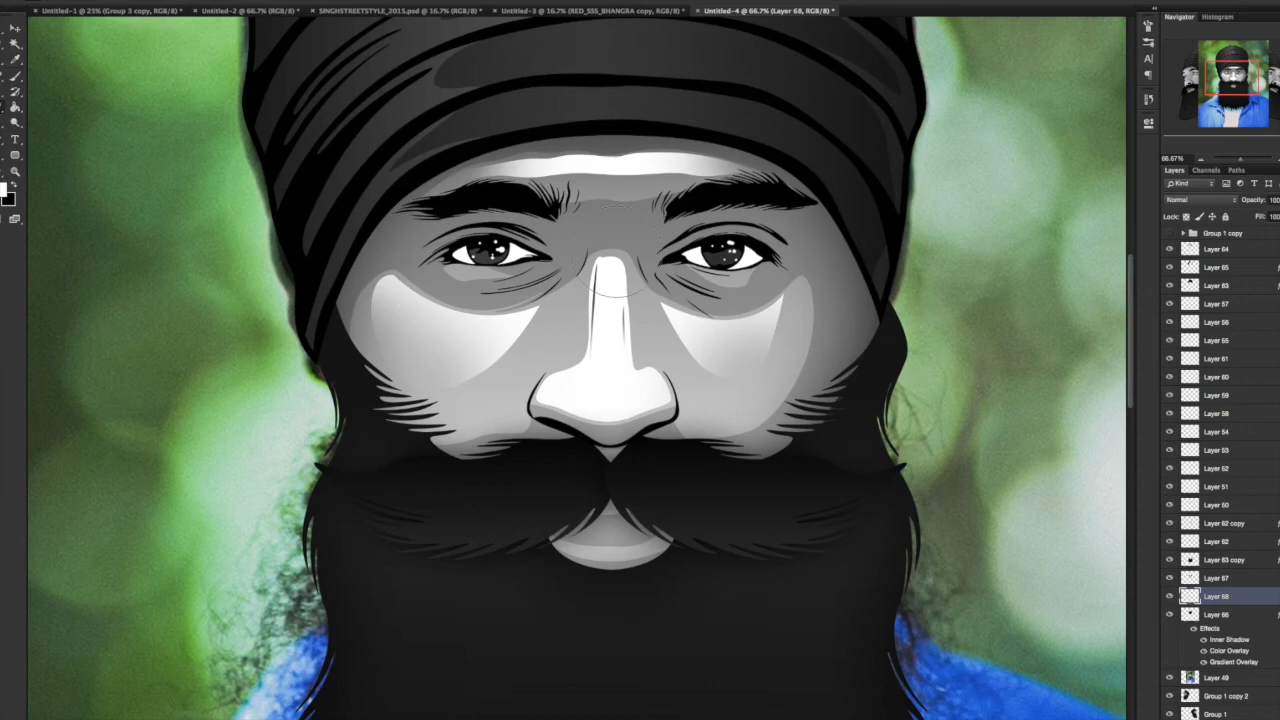 Untitled-1 @ 25% (Group 3 copy, RGB/8) *
Untitled-2 @ 66.7% (RGB/8) *
SINGHSTREETSTYLE_2015.psd @ 16.7% (RGB/8) *
Untitled-3 @ 16.7% (RED_SSS_BHANGRA copy, RGB/8) *
Untitled-4 @ 66.7% (Layer 68, RGB/8) *
Navigator Histogram
66.67%
Layers Channels Paths
Kind
Normal Opacity: 100
Lock: Fill: 100
Group 1 copy
Layer 64
Layer 65
Layer 63
Layer 57
Layer 56
Layer 55
Layer 61
Layer 60
Layer 59
Layer 58
Layer 54
Layer 53
Layer 52
Layer 51
Layer 50
Layer 62 copy
Layer 62
Layer 63 copy
Layer 67
Layer 68
Layer 66
Effects
Inner Shadow
Color Overlay
Gradient Overlay
Layer 49
Group 1 copy 2
Group 1